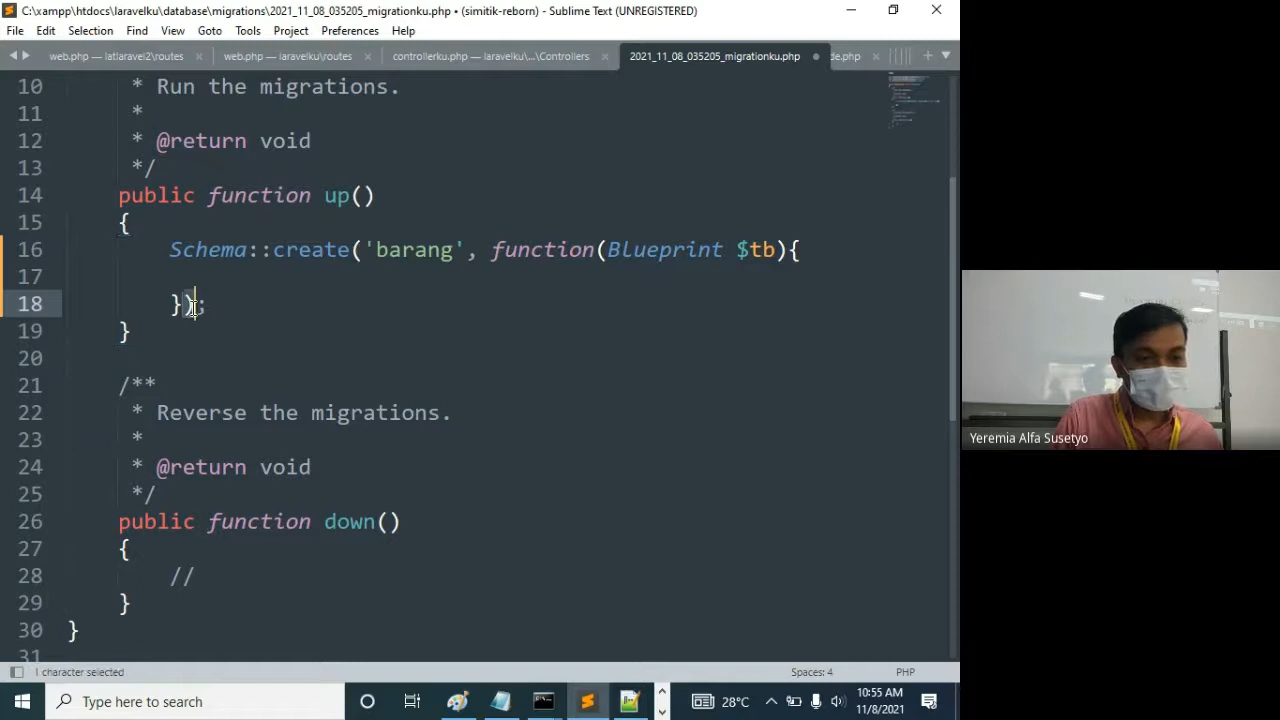 C:\xampp\htdocs\laravelku\database\migrations\2021_11_08_035205_migrationku.php • (simitik-reborn) - Sublime Text (UNREGISTERED)
File Edit Selection Find View Goto Tools Project Preferences Help
web.php — latlaravel2\routes web.php — laravelku\routes controllerku.php — laravelku\...\Controllers 2021_11_08_035205_migrationku.php de.php
10 * Run the migrations.
11 *
12 * @return void
13 */
14 public function up()
15 {
16 Schema::create('barang', function(Blueprint $tb){
17
18 });
19 }
20
21 /**
22 * Reverse the migrations.
23 *
24 * @return void
25 */
26 public function down()
27 {
28 //
29 }
30 }
31
Yeremia Alfa Susetyo
1 character selected Spaces: 4 PHP
Type here to search 28°C 10:55 AM
11/8/2021